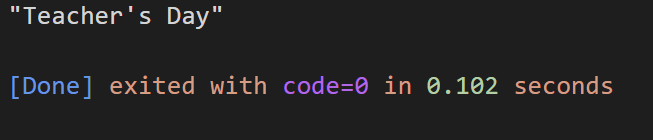 "Teacher's Day"
[Done] exited with code=0 in 0.102 seconds